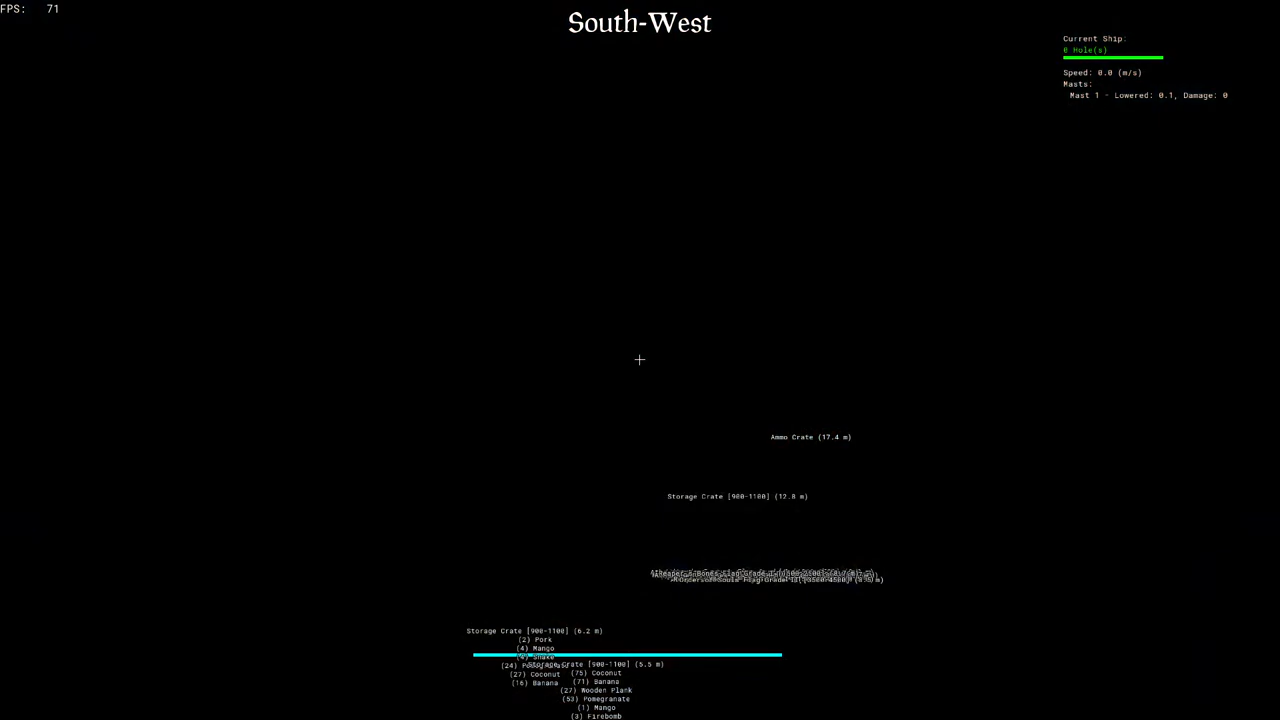 FPS: 71
South-West
Current Ship:
0 Hole(s)
Speed: 0.0 (m/s)
Masts:
Mast 1 - Lowered: 0.1, Damage: 0
Ammo Crate (17.4 m)
Storage Crate [900-1100] (12.8 m)
Storage Crate [900-1100] (6.2 m)
(2) Pork
(4) Mango
(4) Snake
(24)
(27) Coconut
(16) Banana
Storage Crate [900-1100] (5.5 m)
(75) Coconut
(71) Banana
(27) Wooden Plank
(53) Pomegranate
(1) Mango
(3) Firebomb